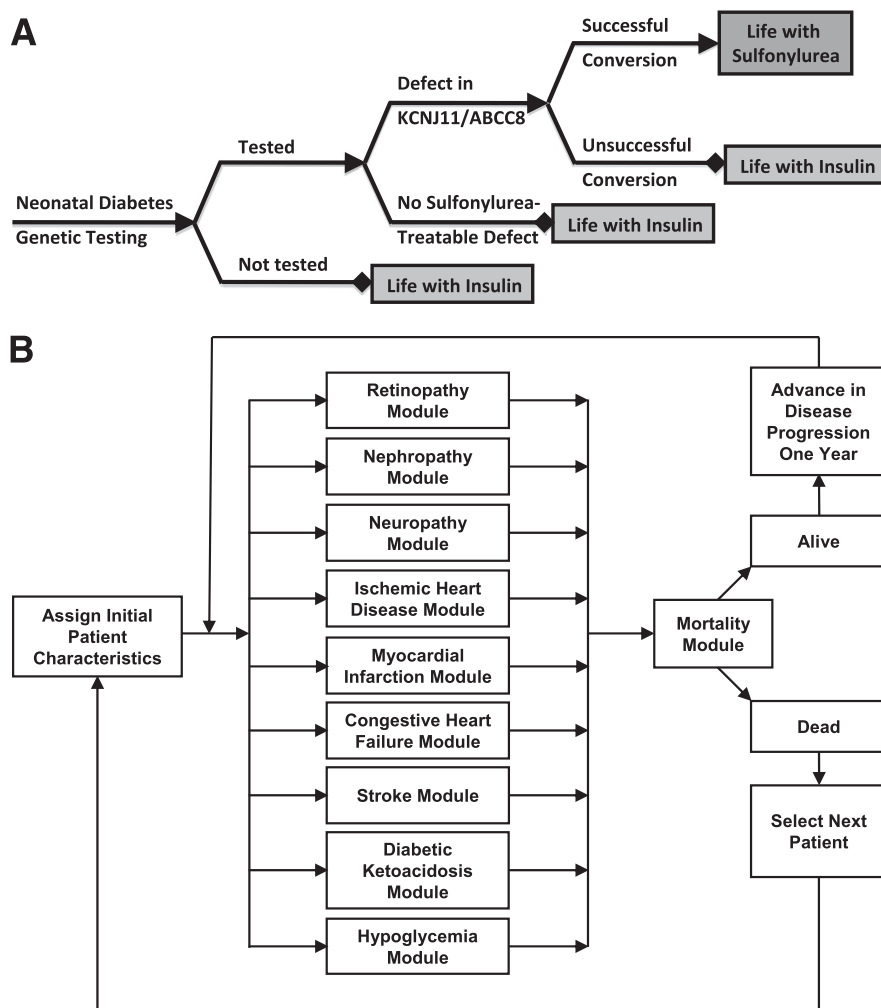 A
Successful
Conversion
Life with
Sulfonylurea
Defect in
KCNJ11/ABCC8
Unsuccessful
Conversion
Life with Insulin
Tested
No Sulfonylurea-
Treatable Defect
Life with Insulin
Neonatal Diabetes
Genetic Testing
Not tested
Life with Insulin
B
Assign Initial
Patient
Characteristics
Retinopathy
Module
Nephropathy
Module
Neuropathy
Module
Ischemic Heart
Disease Module
Myocardial
Infarction Module
Congestive Heart
Failure Module
Stroke Module
Diabetic
Ketoacidosis
Module
Hypoglycemia
Module
Mortality
Module
Advance in
Disease
Progression
One Year
Alive
Dead
Select Next
Patient